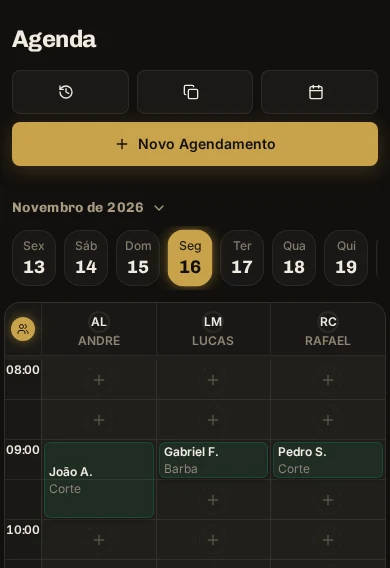 Agenda
Novo Agendamento
Novembro de 2026
Sex Sáb Dom Seg Ter Qua Qui
13 14 15 16 17 18 19
AL LM RC
ANDRÉ LUCAS RAFAEL
08:00
09:00
João A.
Corte
Gabriel F.
Barba
Pedro S.
Corte
10:00